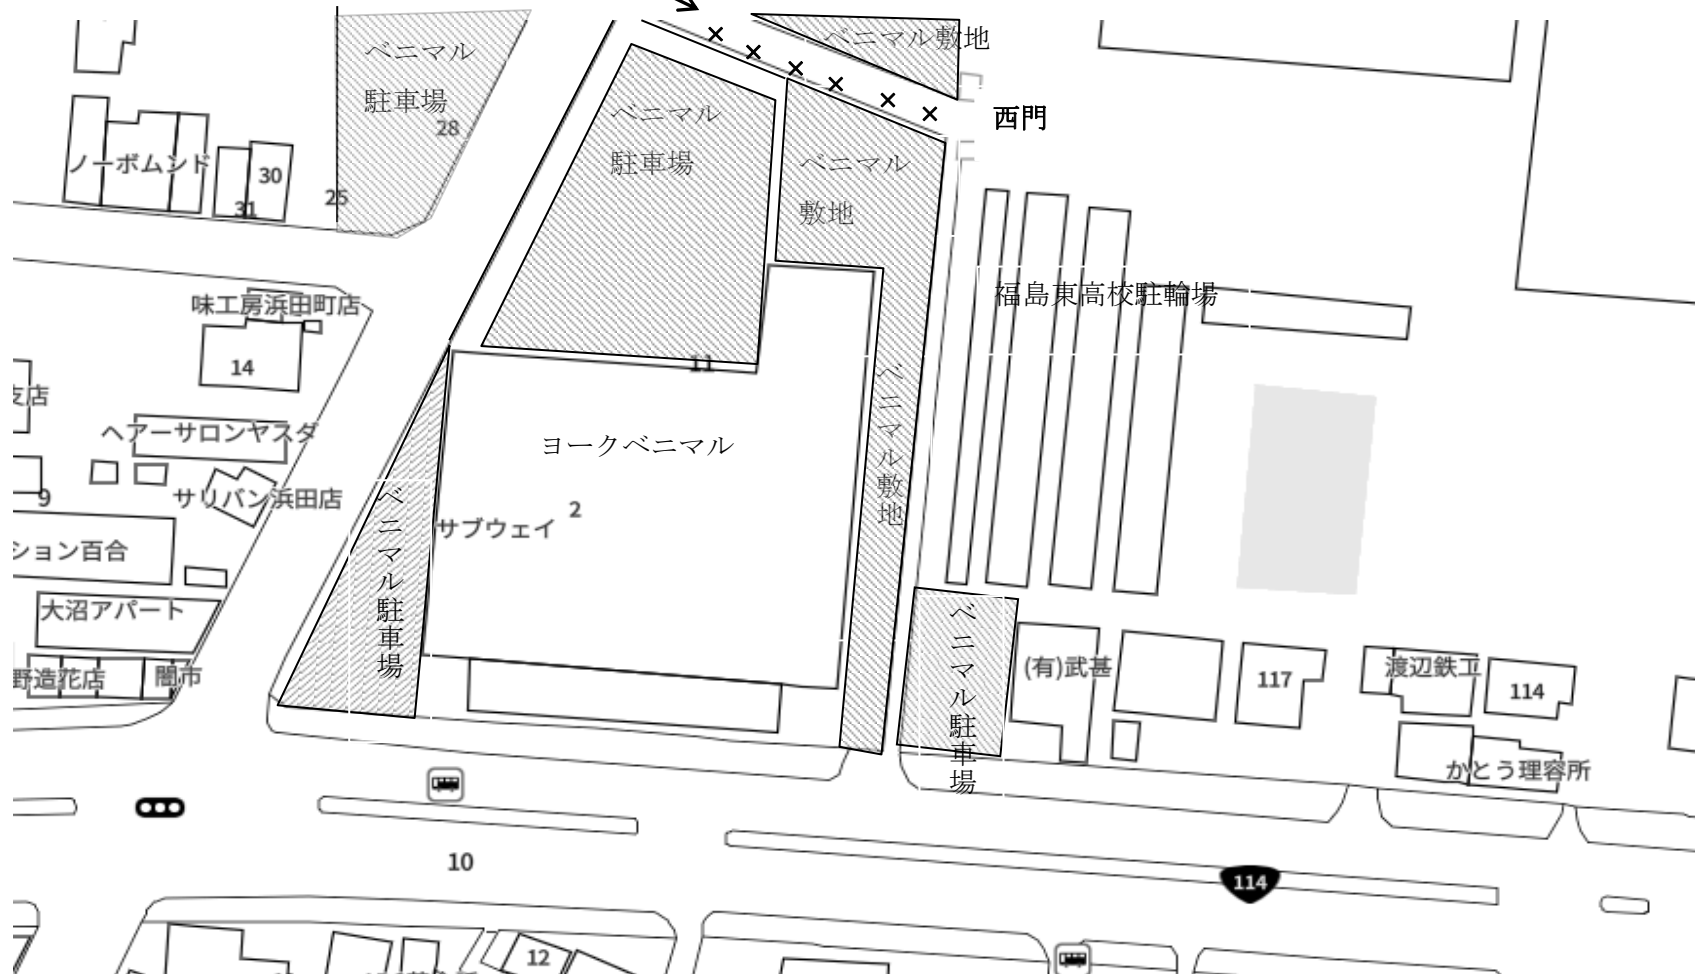 ベニマル
駐車場
28
ベニマル敷地
ベニマル
駐車場
西門
ベニマル
敷地
ノーボムンド
30
31
25
福島東高校駐輪場
味工房浜田町店
14
11
支店
ヘアーサロンヤスダ
ヨークベニマル
ベニマル敷地
9
サリバン浜田店
ベニマル駐車場
サブウェイ
2
ション百合
大沼アパート
ベニマル駐車場
野造花店
闇市
(有)武甚
117
渡辺鉄工
114
かとう理容所
10
114
12